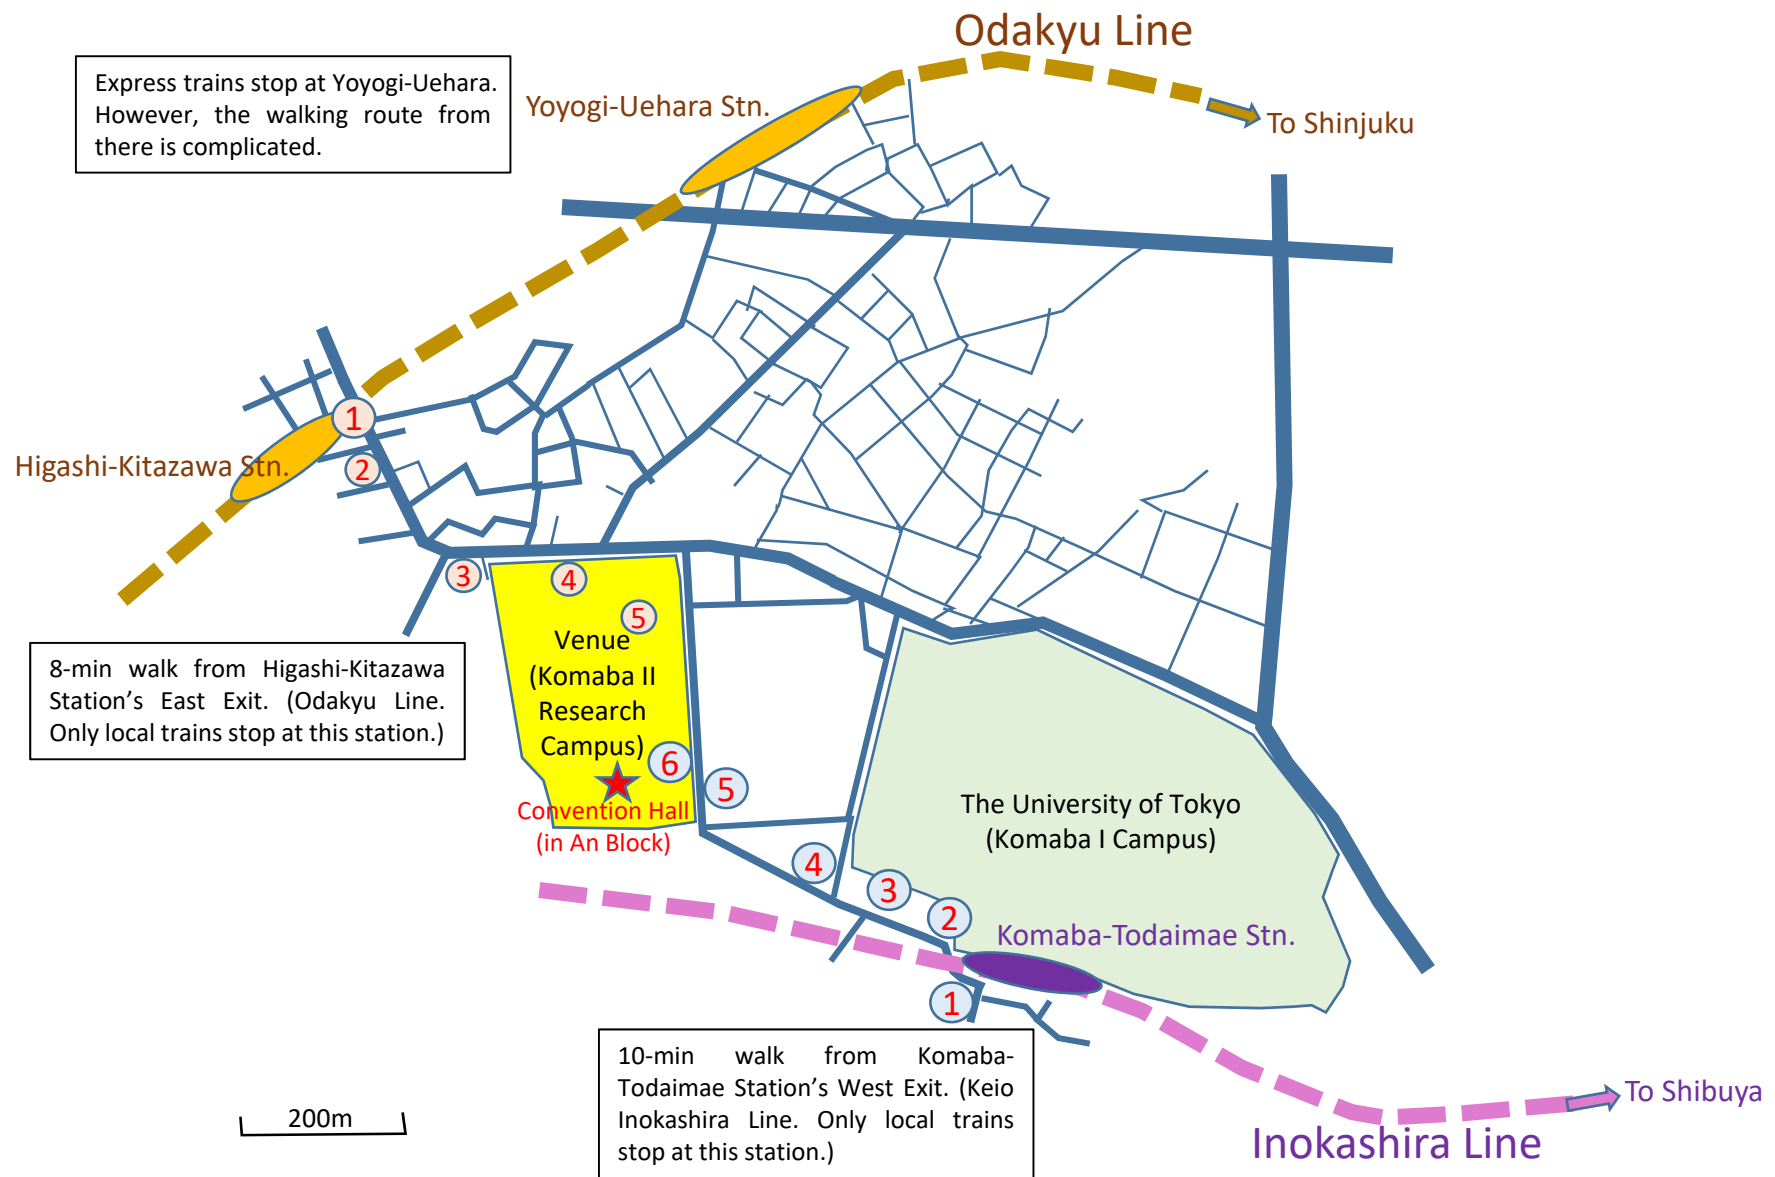 Odakyu Line
Express trains stop at Yoyogi-Uehara.
However, the walking route from
there is complicated.
Yoyogi-Uehara Stn.
To Shinjuku
1
Higashi-Kitazawa Stn.
2
3
4
5
Venue
(Komaba II
Research
Campus)
8-min walk from Higashi-Kitazawa
Station's East Exit. (Odakyu Line.
Only local trains stop at this station.)
6
5
Convention Hall
(in An Block)
The University of Tokyo
(Komaba I Campus)
4
3
2
Komaba-Todaimae Stn.
1
10-min walk from Komaba-
Todaimae Station's West Exit. (Keio
Inokashira Line. Only local trains
stop at this station.)
200m
To Shibuya
Inokashira Line